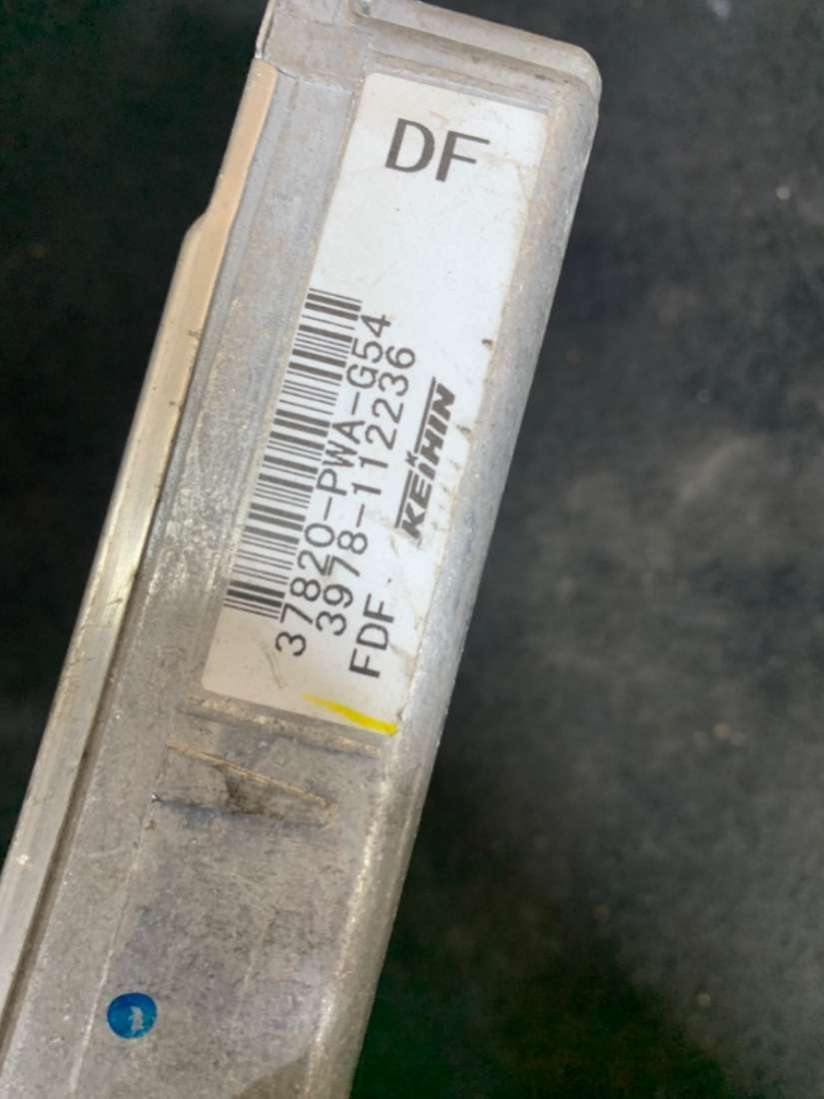 DF
37820-PWA-G54
3978-112236
KEIHIN
FDF